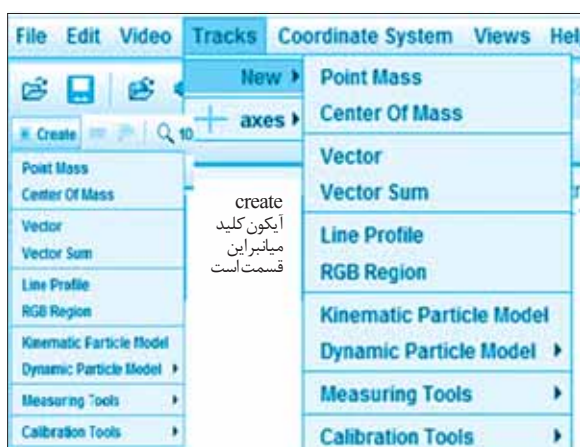 File Edit Video Tracks Coordinate System Views Hel
New
axes
Create
10
Point Mass
Center Of Mass
Vector
Vector Sum
Line Profile
RGB Region
Kinematic Particle Model
Dynamic Particle Model
Measuring Tools
Calibration Tools
create
آیکون کلید
میانبر این
قسمت است
Point Mass
Center Of Mass
Vector
Vector Sum
Line Profile
RGB Region
Kinematic Particle Model
Dynamic Particle Model
Measuring Tools
Calibration Tools